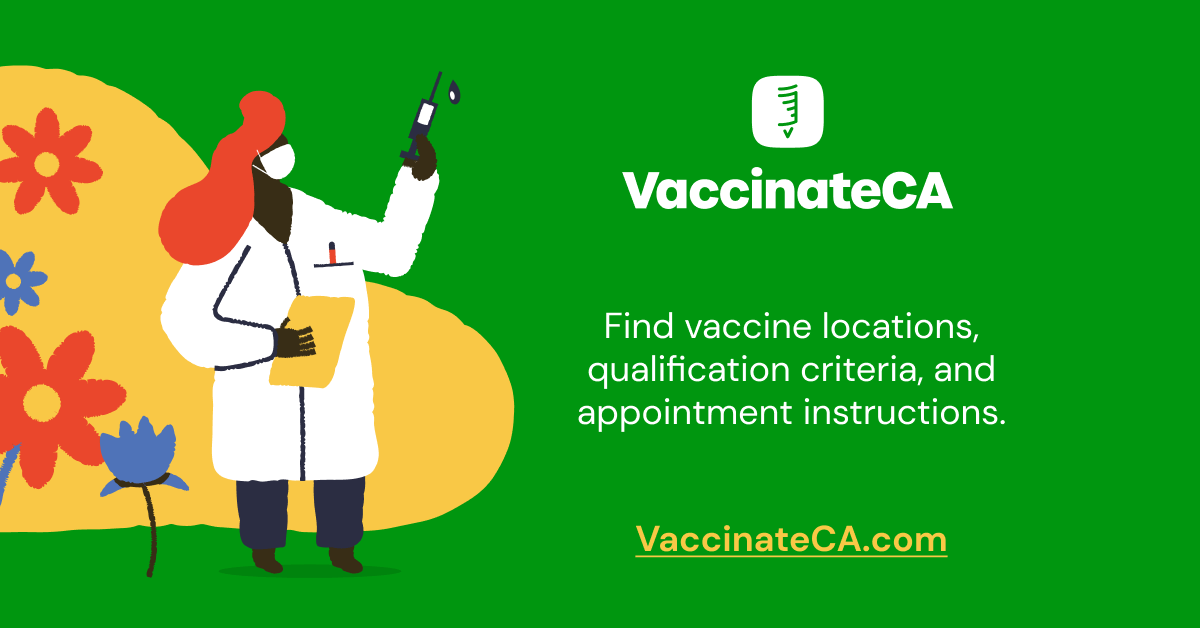 VaccinateCA
Find vaccine locations,
qualification criteria, and
appointment instructions.
VaccinateCA.com